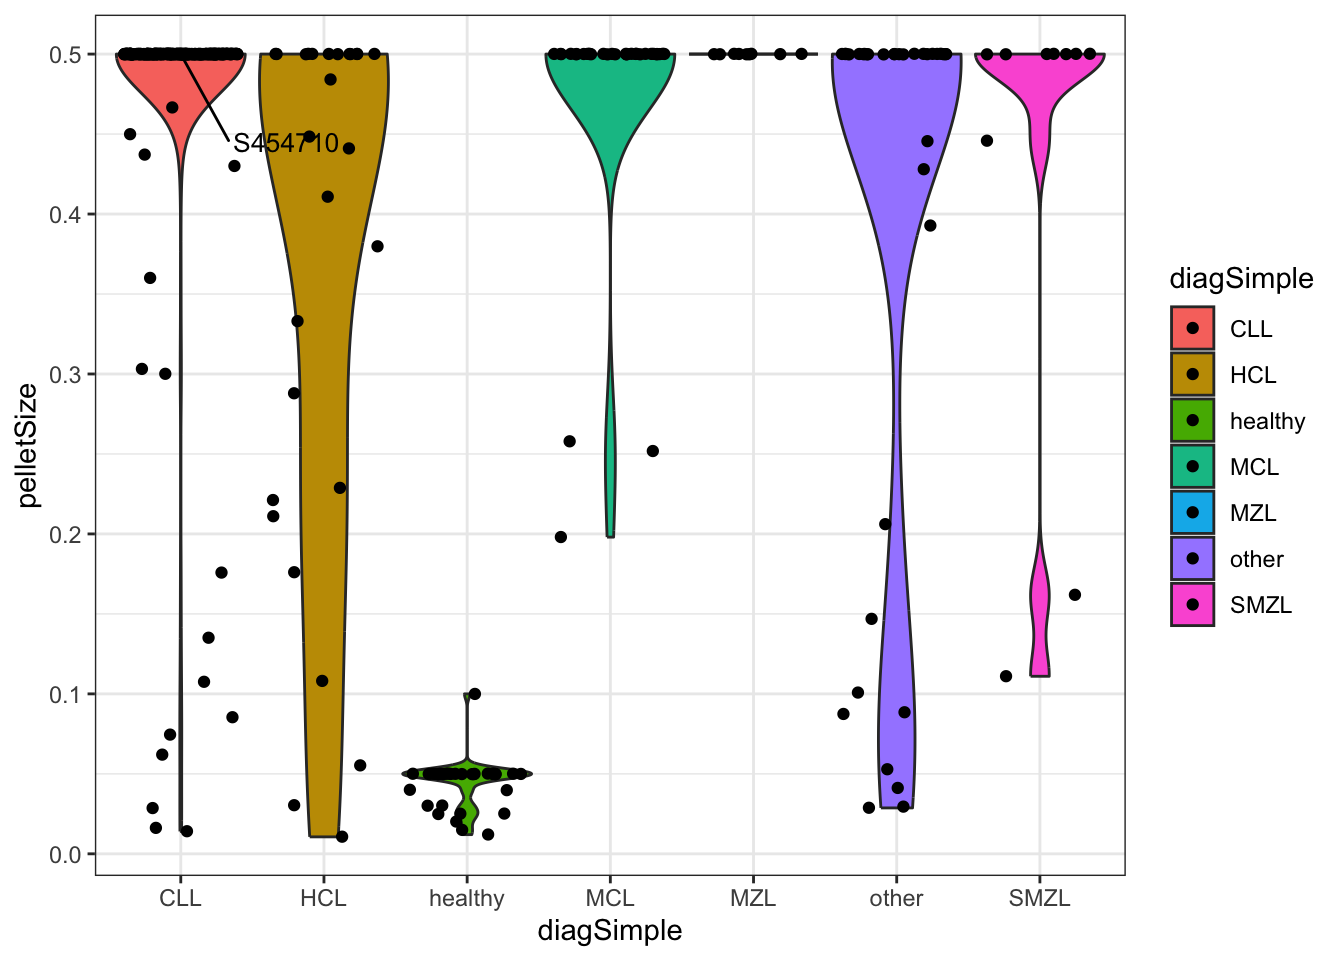 0.5
0.4
0.3
0.2
0.1
0.0
pelletSize
S454710
CLL
HCL
healthy
MCL
MZL
other
SMZL
diagSimple
diagSimple
CLL
HCL
healthy
MCL
MZL
other
SMZL